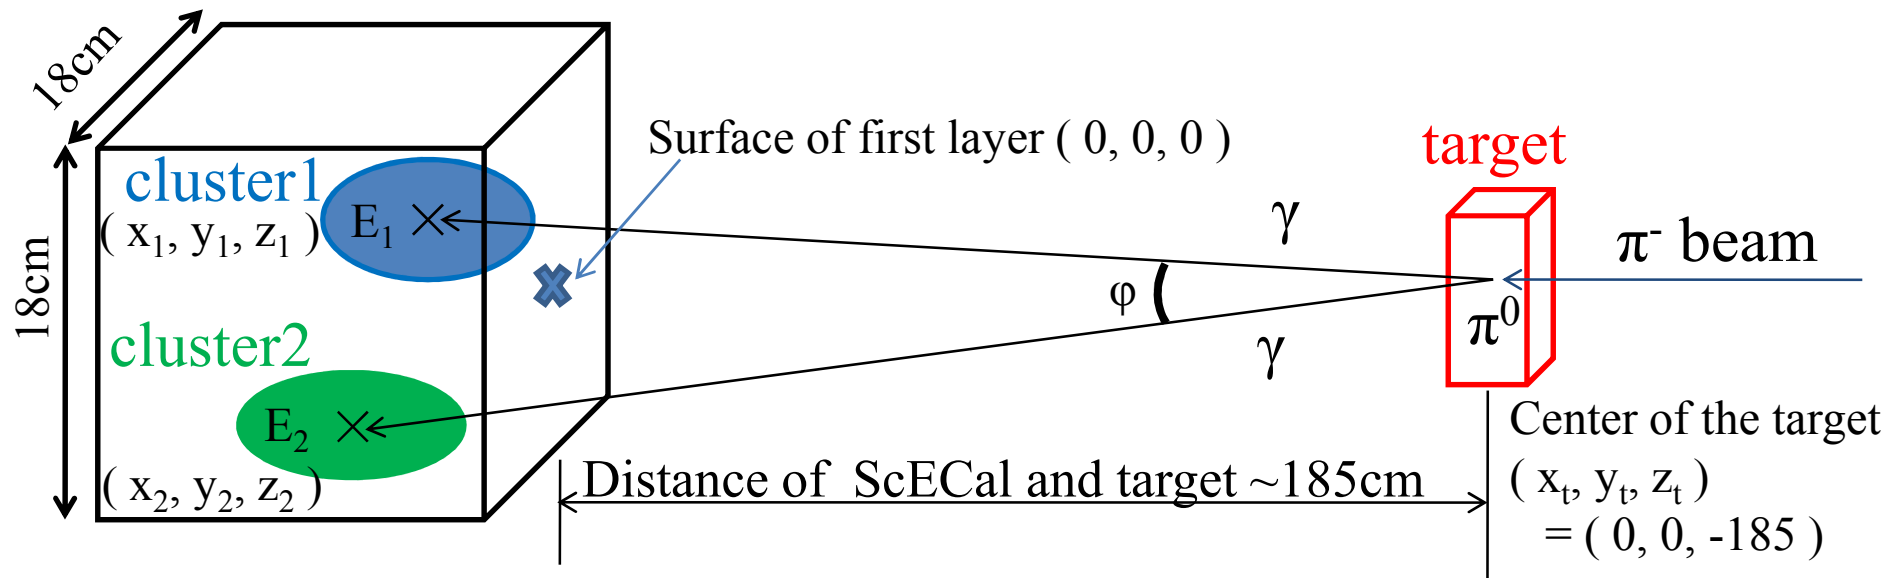 18cm
18cm
cluster1
( x₁, y₁, z₁ )
E₁
Surface of first layer ( 0, 0, 0 )
cluster2
E₂
( x₂, y₂, z₂ )
γ
φ
γ
target
π⁰
π⁻ beam
Distance of ScECal and target ~185cm
Center of the target
( xₜ, yₜ, zₜ )
= ( 0, 0, -185 )